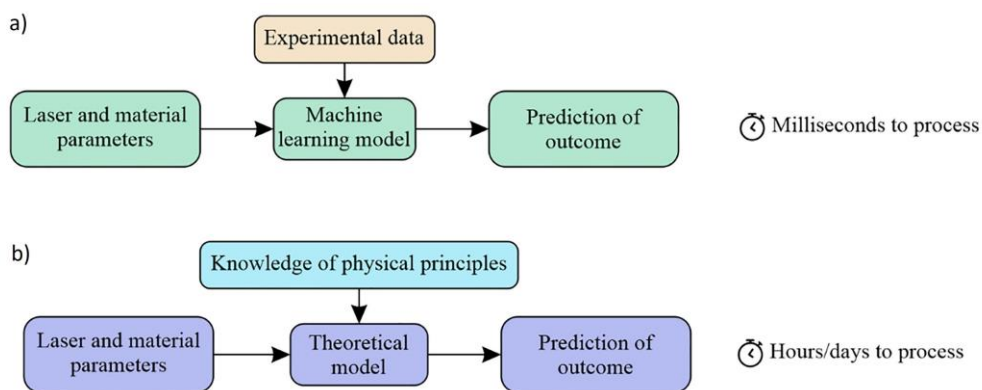 a)
Experimental data
Laser and material
parameters
Machine
learning model
Prediction of
outcome
Milliseconds to process
b)
Knowledge of physical principles
Laser and material
parameters
Theoretical
model
Prediction of
outcome
Hours/days to process